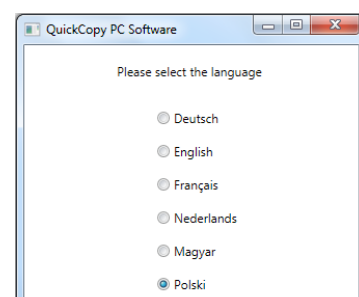 QuickCopy PC Software
Please select the language
Deutsch
English
Français
Nederlands
Magyar
Polski